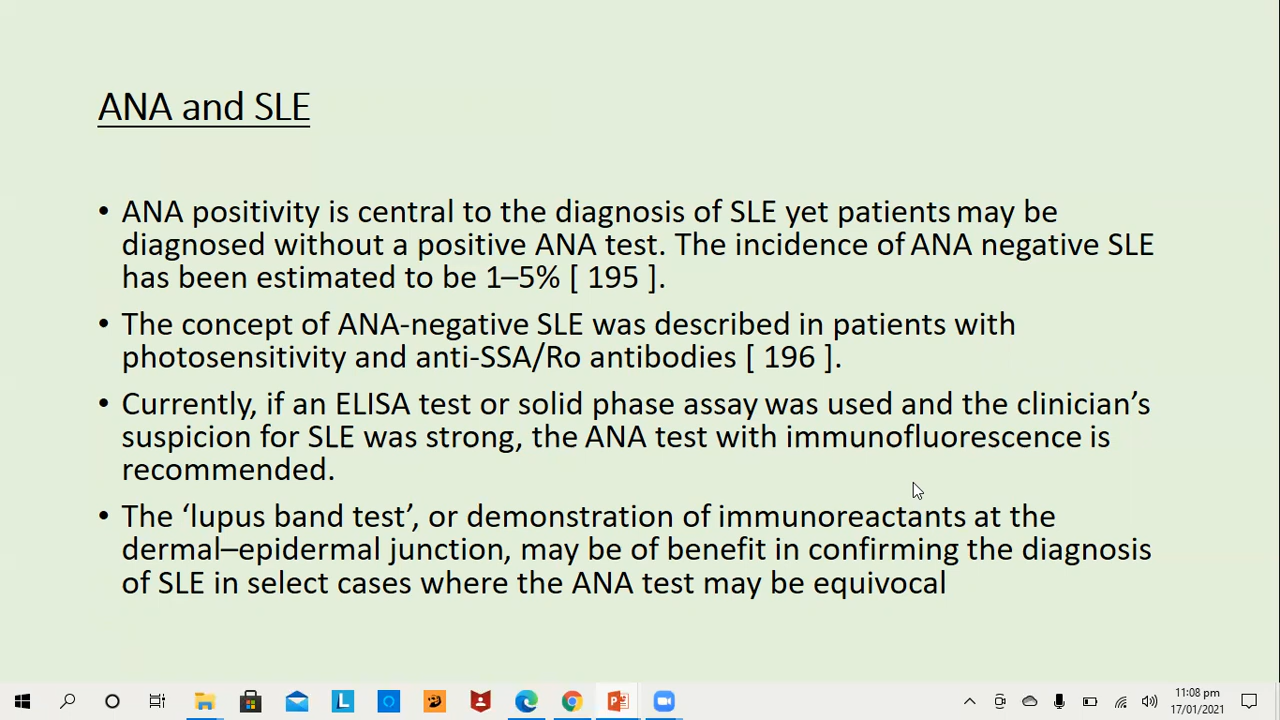 ANA and SLE
• ANA positivity is central to the diagnosis of SLE yet patients may be
diagnosed without a positive ANA test. The incidence of ANA negative SLE
has been estimated to be 1–5% [ 195 ].
• The concept of ANA-negative SLE was described in patients with
photosensitivity and anti-SSA/Ro antibodies [ 196 ].
• Currently, if an ELISA test or solid phase assay was used and the clinician’s
suspicion for SLE was strong, the ANA test with immunofluorescence is
recommended.
• The ‘lupus band test’, or demonstration of immunoreactants at the
dermal–epidermal junction, may be of benefit in confirming the diagnosis
of SLE in select cases where the ANA test may be equivocal
L
11:08 pm
17/01/2021